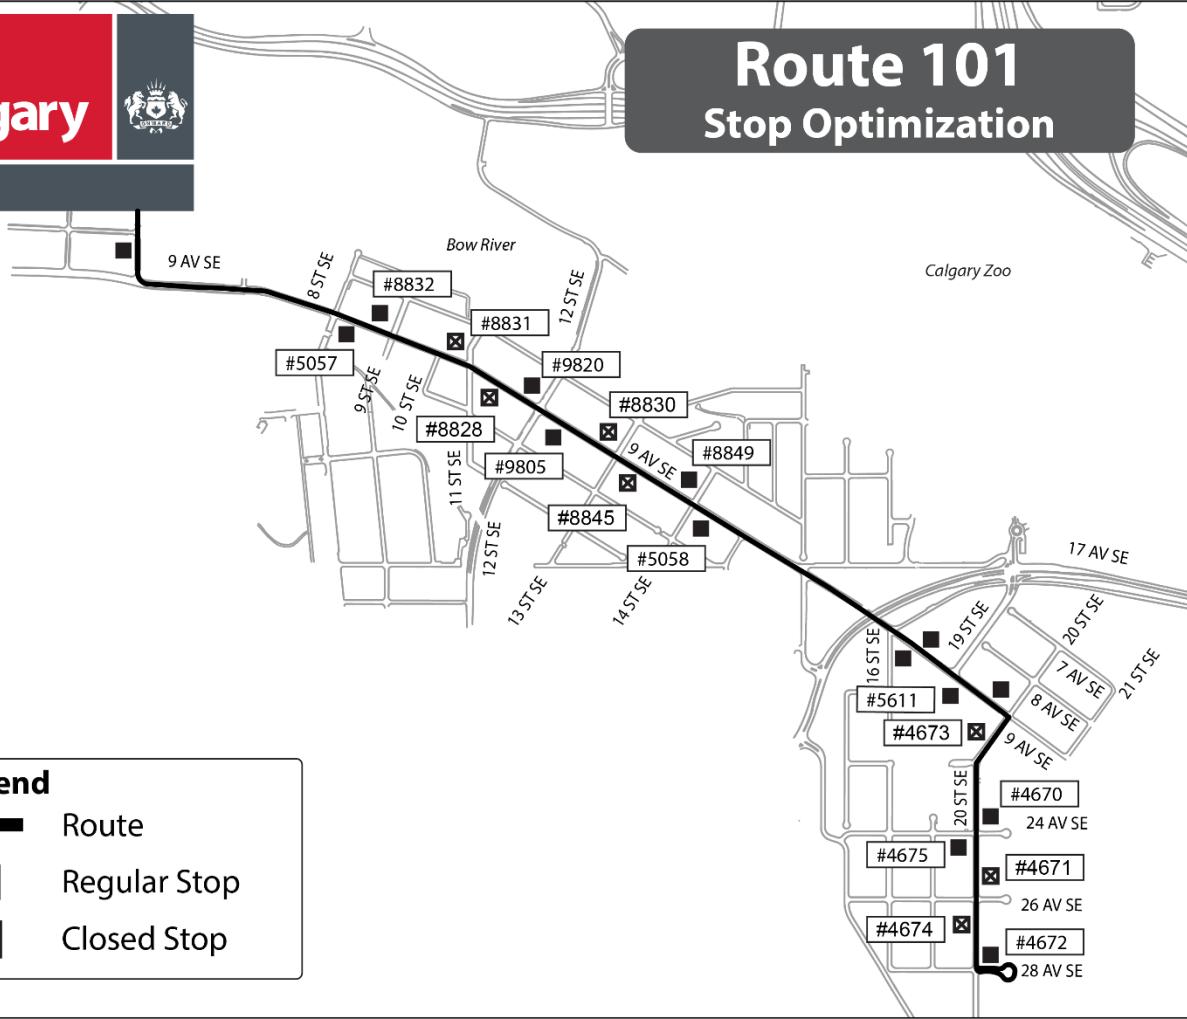 gary
ONWARD
Route 101
Stop Optimization
Bow River
Calgary Zoo
9 AV SE
8 ST SE
#8832
12 ST SE
#8831
#5057
#9820
9 ST SE
10 ST SE
#8830
#8828
9 AV SE
#8849
#9805
11 ST SE
#8845
12 ST SE
#5058
17 AV SE
13 ST SE
14 ST SE
19 ST SE
20 ST SE
16 ST SE
21 ST SE
7 AV SE
#5611
8 AV SE
#4673
9 AV SE
20 ST SE
#4670
24 AV SE
#4675
#4671
26 AV SE
#4674
#4672
28 AV SE
end
Route
Regular Stop
Closed Stop